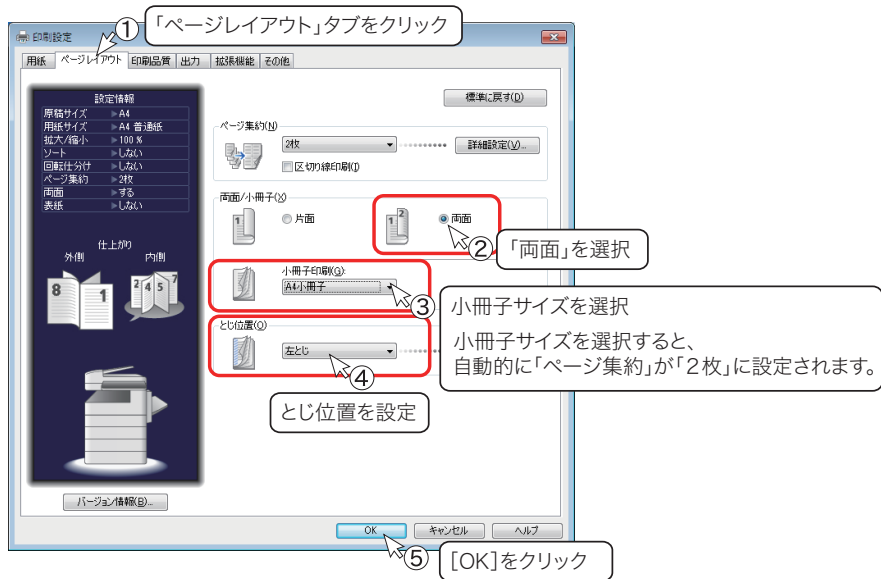 ① 「ページレイアウト」タブをクリック
印刷設定
用紙 ページレイアウト 印刷品質 出力 拡張機能 その他
設定情報
原稿サイズ ▶A4
用紙サイズ ▶A4 普通紙
拡大/縮小 ▶100 %
ソート ▶しない
回転仕分け ▶しない
ページ集約 ▶2枚
両面 ▶する
表紙 ▶しない
仕上がり
外側 内側
8 1 2 4 5 7
バージョン情報(B)...
標準に戻す(D)
ページ集約(N)
2枚
詳細設定(V)...
区切り線印刷(I)
両面/小冊子(X)
1 片面
1 2 両面
② 「両面」を選択
小冊子印刷(G):
A4小冊子
③ 小冊子サイズを選択
小冊子サイズを選択すると、
自動的に「ページ集約」が「2枚」に設定されます。
とじ位置(O)
左とじ
④
とじ位置を設定
OK キャンセル ヘルプ
⑤ [OK]をクリック